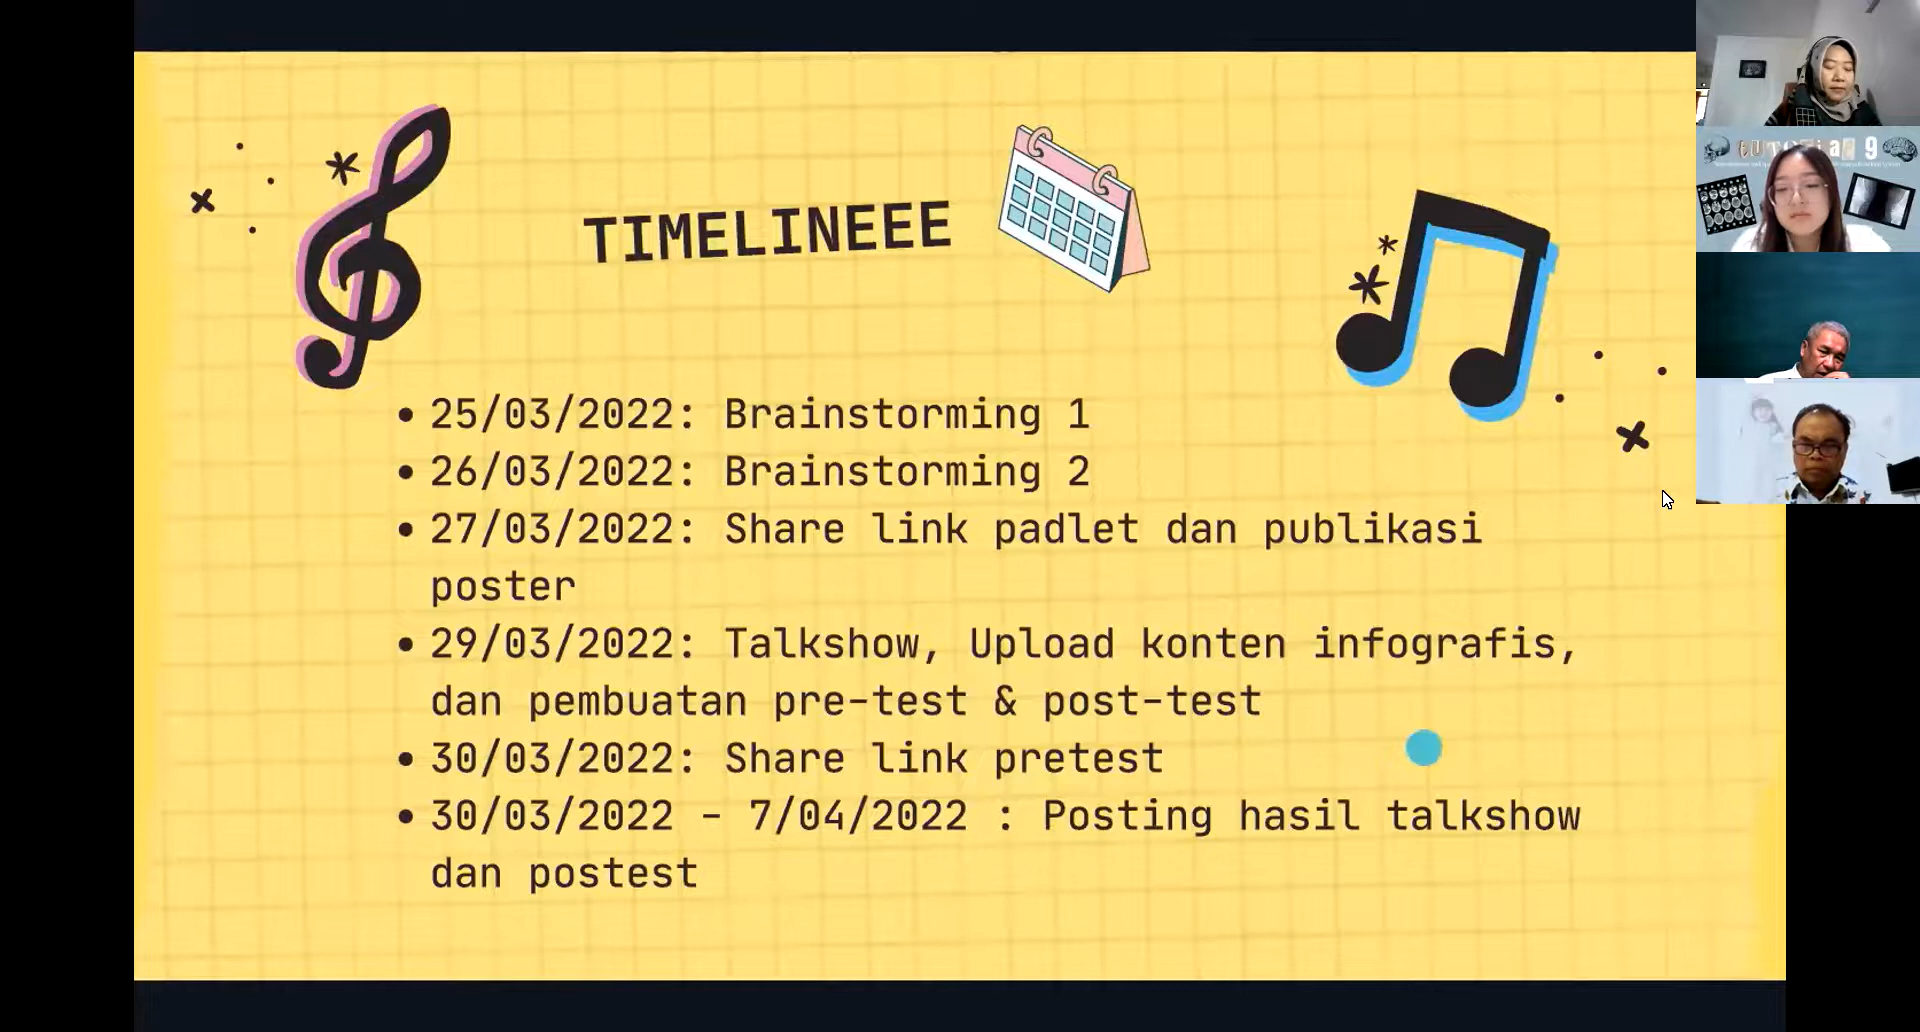 TIMELINEEE
• 25/03/2022: Brainstorming 1
• 26/03/2022: Brainstorming 2
• 27/03/2022: Share link padlet dan publikasi
poster
• 29/03/2022: Talkshow, Upload konten infografis,
dan pembuatan pre-test & post-test
• 30/03/2022: Share link pretest
• 30/03/2022 - 7/04/2022 : Posting hasil talkshow
dan postest
9